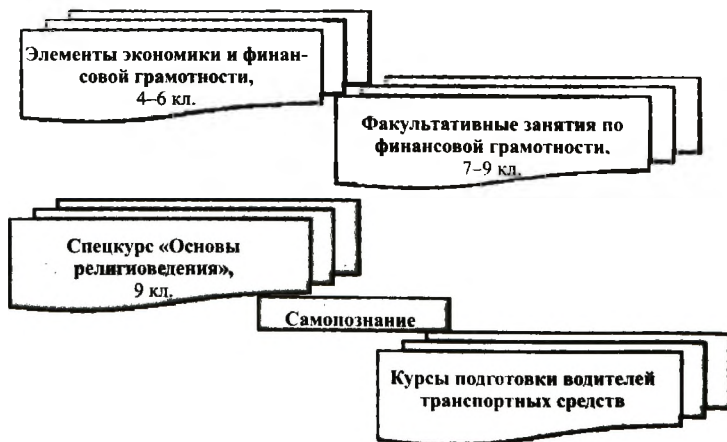 Элементы экономики и финан-
совой грамотности,
4–6 кл.
Факультативные занятия по
финансовой грамотности.
7–9 кл.
Спецкурс «Основы
религиоведения»,
9 кл.
Самопознание
Курсы подготовки водителей
транспортных средств